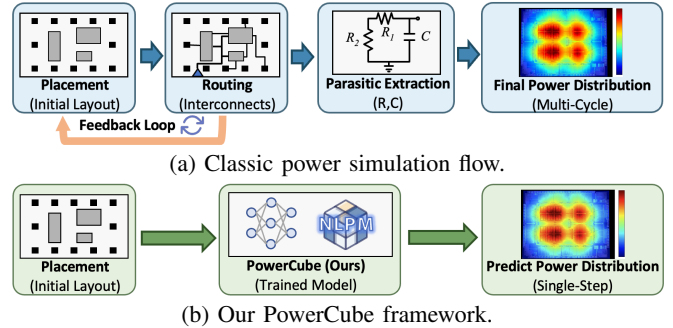 R₂
R₁
C
Placement
(Initial Layout)
Routing
(Interconnects)
Parasitic Extraction
(R,C)
Final Power Distribution
(Multi-Cycle)
Feedback Loop
(a) Classic power simulation flow.
NLPM
Placement
(Initial Layout)
PowerCube (Ours)
(Trained Model)
Predict Power Distribution
(Single-Step)
(b) Our PowerCube framework.